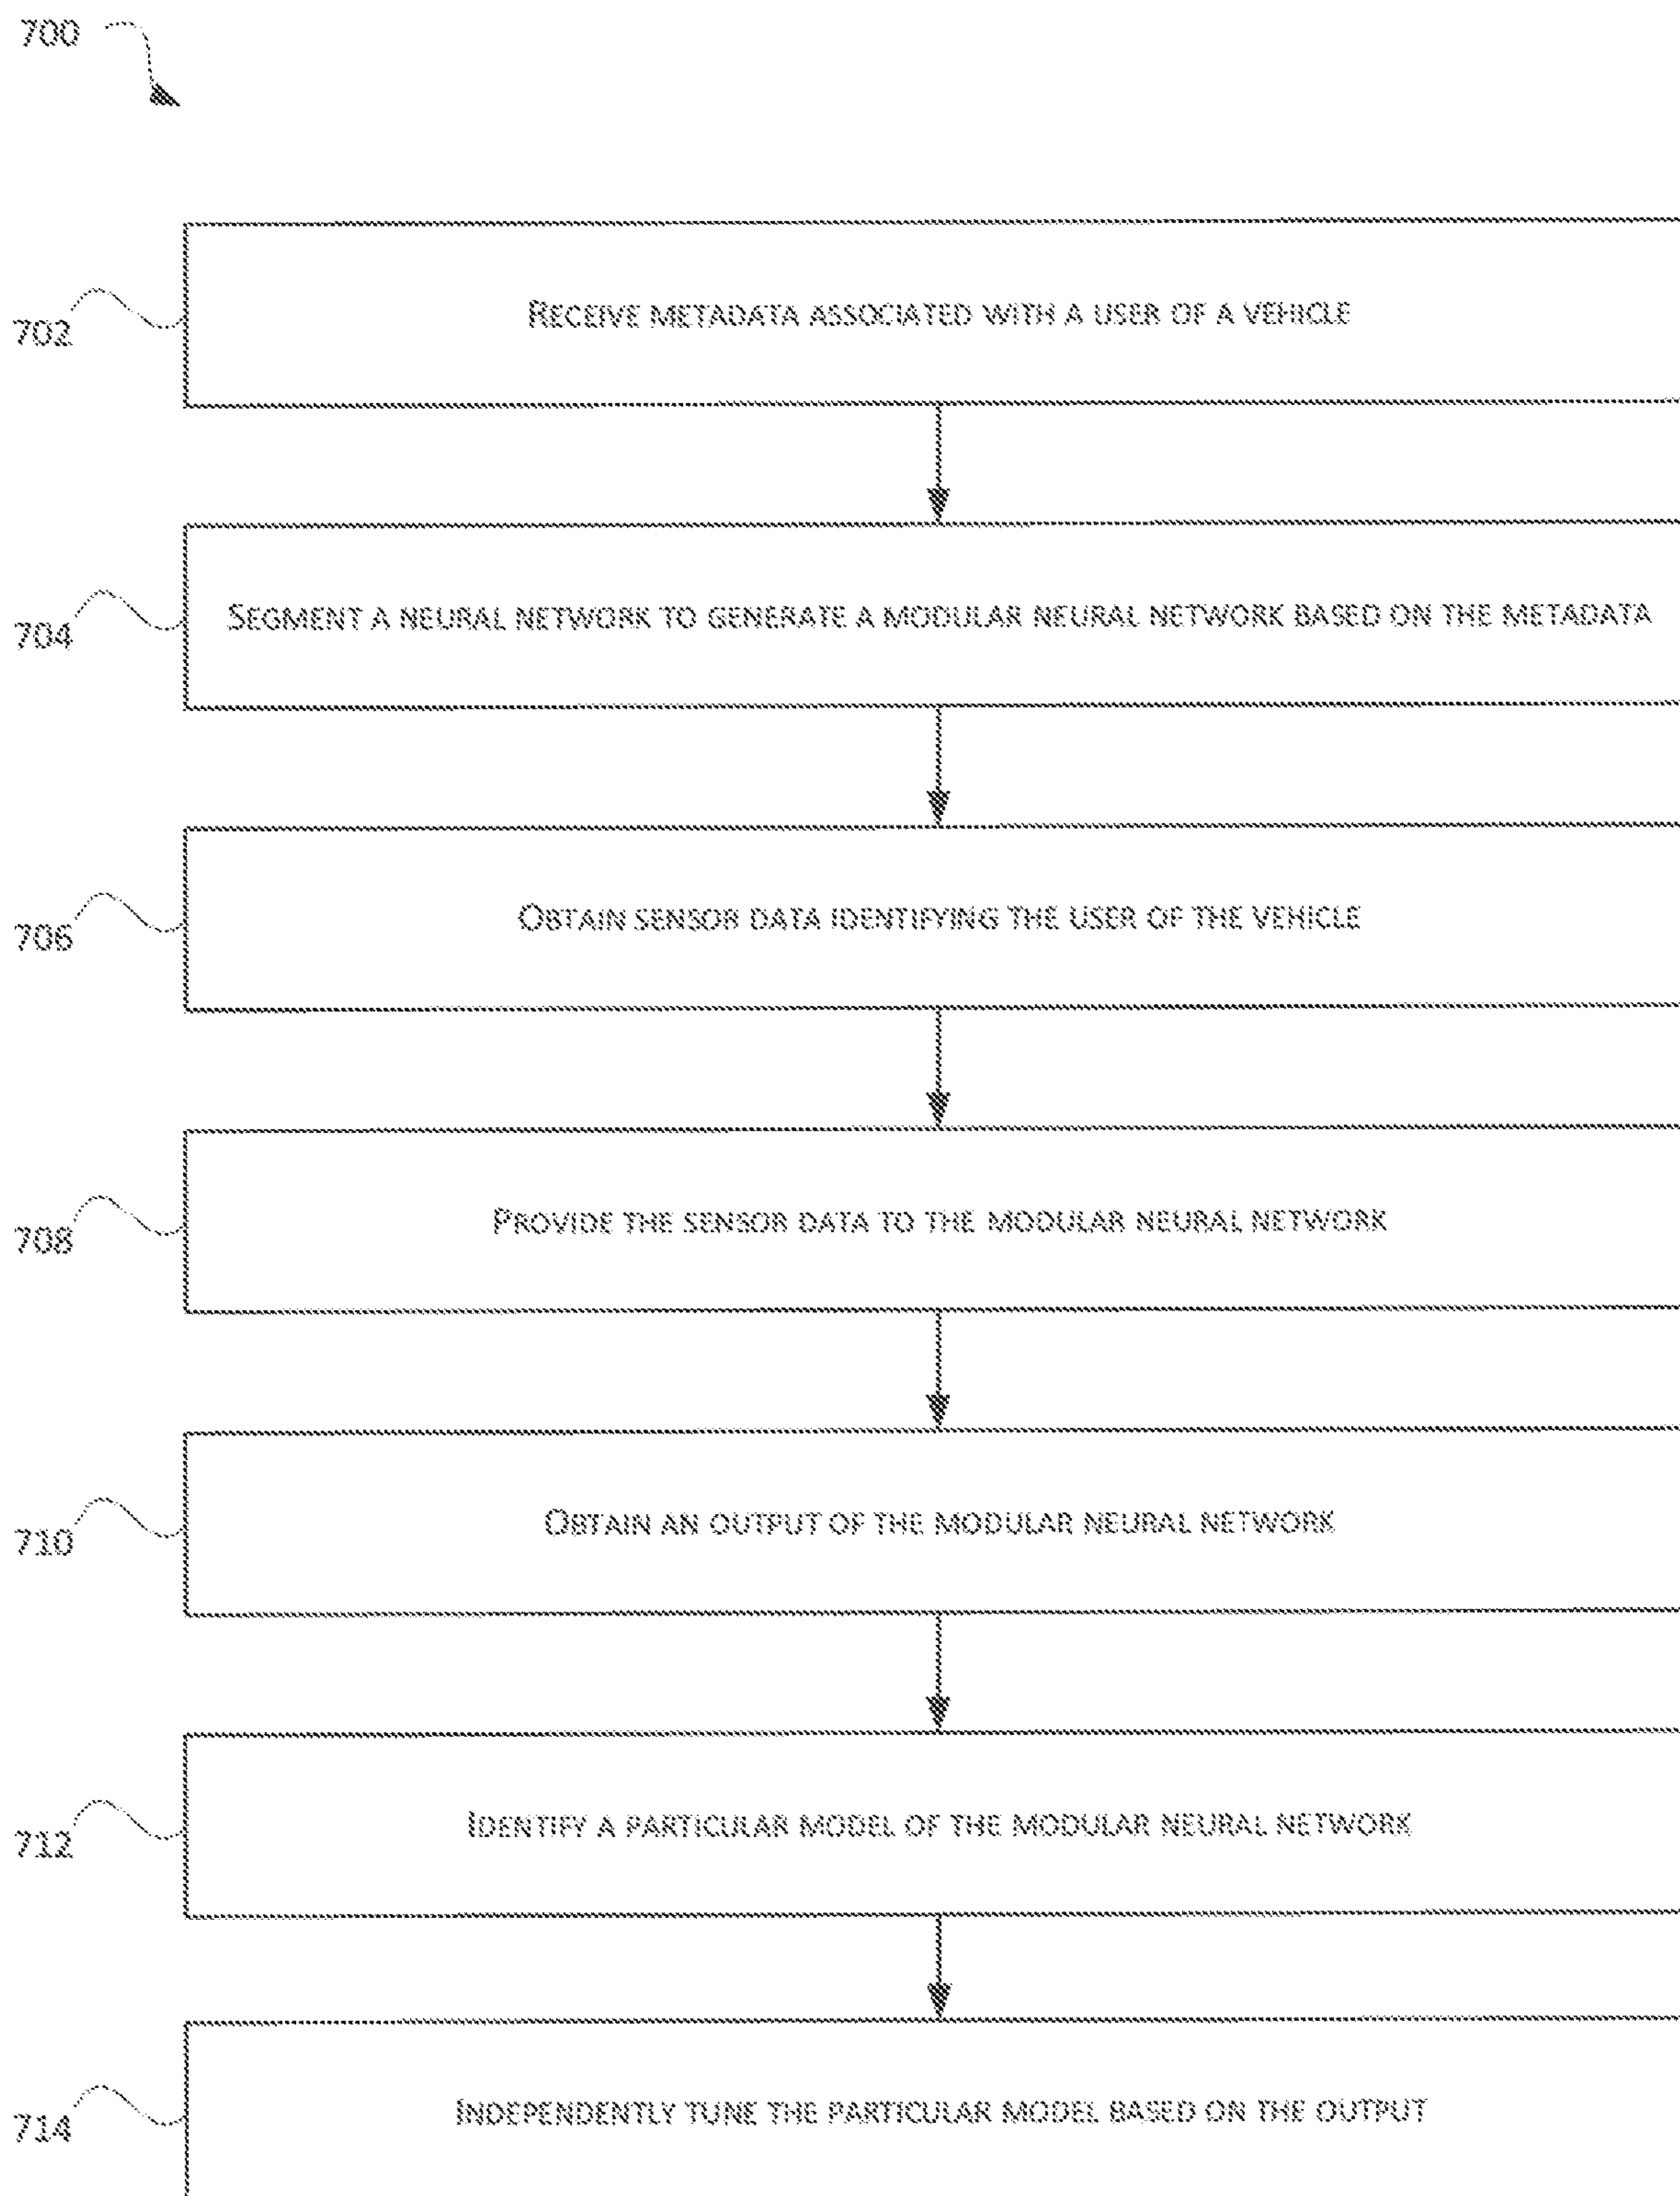 700
702
RECEIVE METADATA ASSOCIATED WITH A USER OF A VEHICLE
704
SEGMENT A NEURAL NETWORK TO GENERATE A MODULAR NEURAL NETWORK BASED ON THE METADATA
706
OBTAIN SENSOR DATA IDENTIFYING THE USER OF THE VEHICLE
708
PROVIDE THE SENSOR DATA TO THE MODULAR NEURAL NETWORK
710
OBTAIN AN OUTPUT OF THE MODULAR NEURAL NETWORK
712
IDENTIFY A PARTICULAR MODEL OF THE MODULAR NEURAL NETWORK
714
INDEPENDENTLY TUNE THE PARTICULAR MODEL BASED ON THE OUTPUT